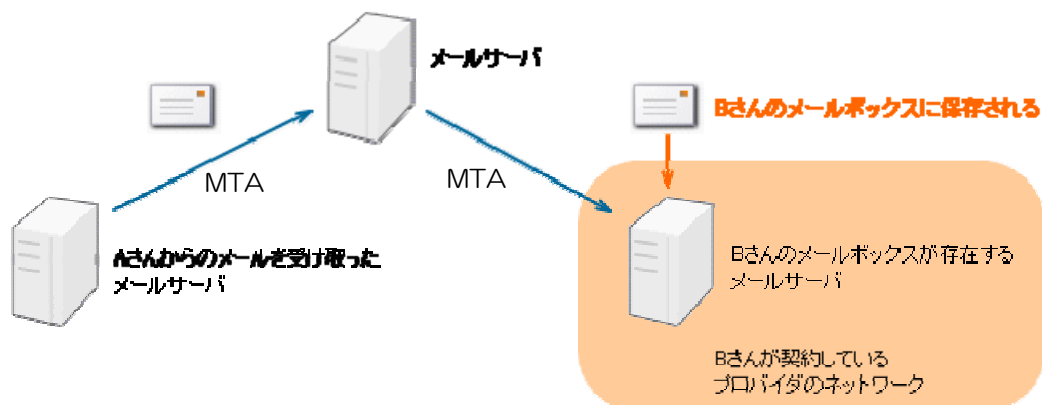 メールサーバ
Bさんのメールボックスに保存される
MTA
MTA
Aさんからのメールを受け取った
メールサーバ
Bさんのメールボックスが存在する
メールサーバ
Bさんが契約している
プロバイダのネットワーク